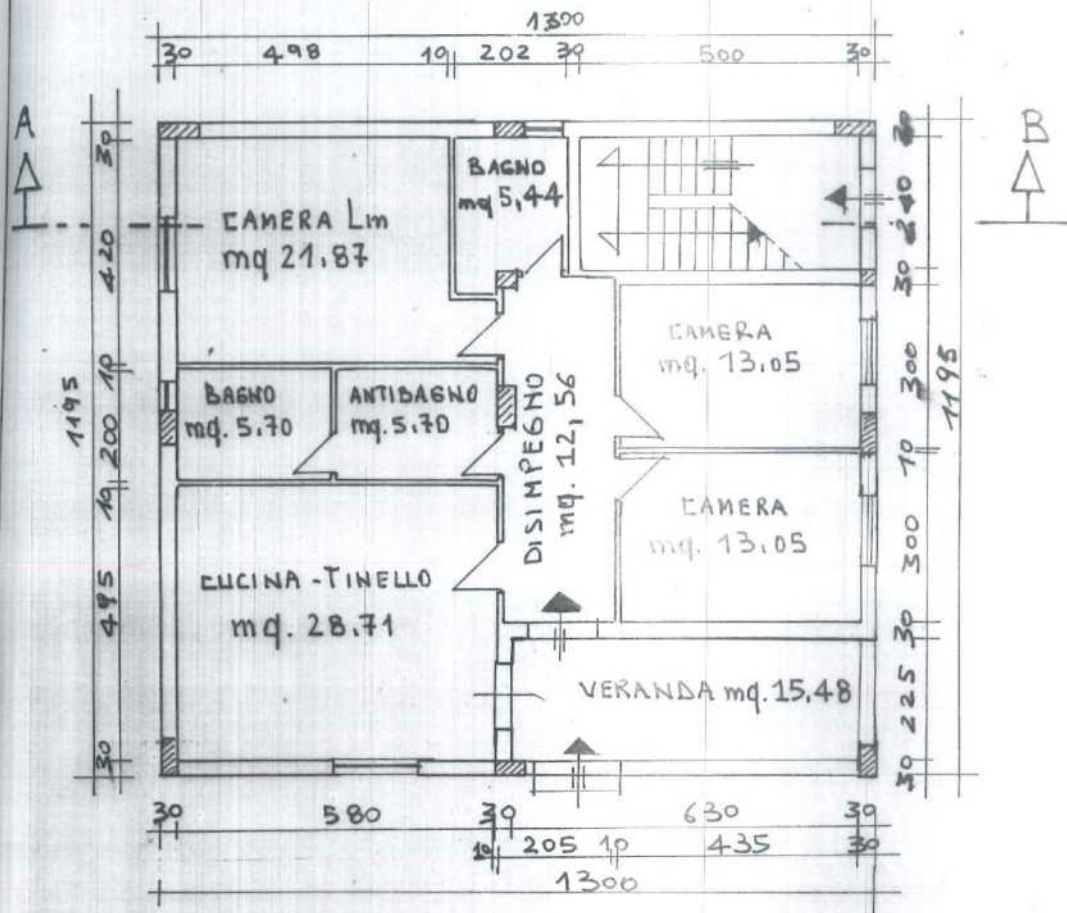 1300
30 498 10 202 30 500 30
A
B
30
420
10
200
10
495
30
1195
30
240
30
300
10
300
30
225
30
1195
BAGNO
mq 5,44
CAMERA Lm
mq 21.87
CAMERA
mq. 13.05
BAGNO
mq. 5.70
ANTIBAGNO
mq. 5.70
DISIMPEGNO
mq. 12,56
CAMERA
mq. 13.05
CUCINA - TINELLO
mq. 28.71
VERANDA mq. 15.48
30 580 30 630 30
10 205 10 435 30
1300